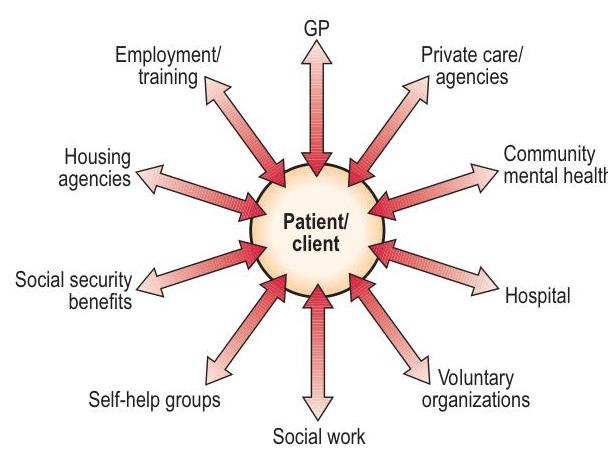 GP
Employment/
training
Private care/
agencies
Housing
agencies
Community
mental health
Patient/
client
Social security
benefits
Hospital
Self-help groups
Voluntary
organizations
Social work